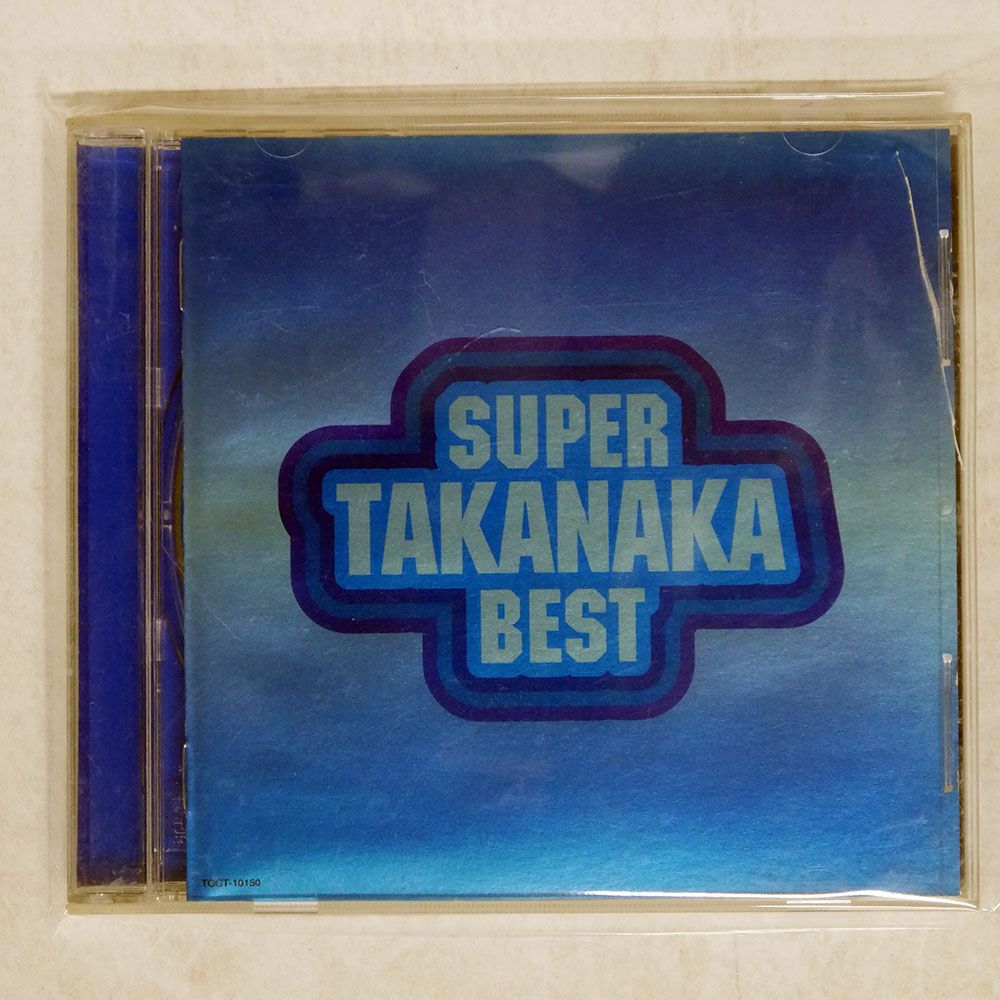 SUPER
TAKANAKA
BEST
TOCT-10150